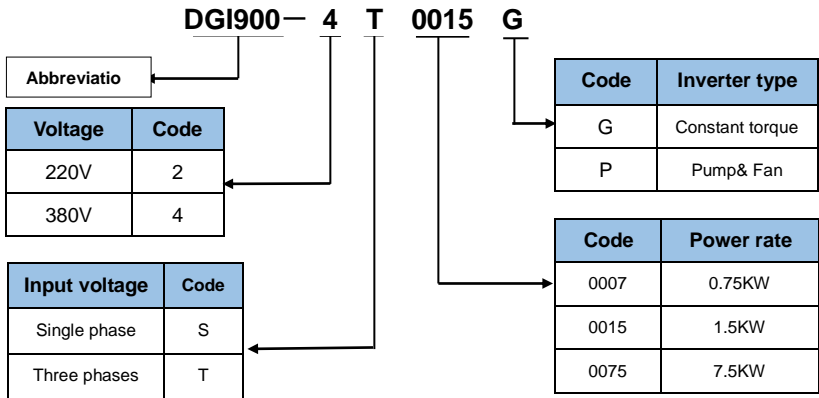 DGI900— 4 T 0015 G
Abbreviatio
Voltage Code
220V 2
380V 4
Input voltage Code
Single phase S
Three phases T
Code Inverter type
G Constant torque
P Pump& Fan
Code Power rate
0007 0.75KW
0015 1.5KW
0075 7.5KW